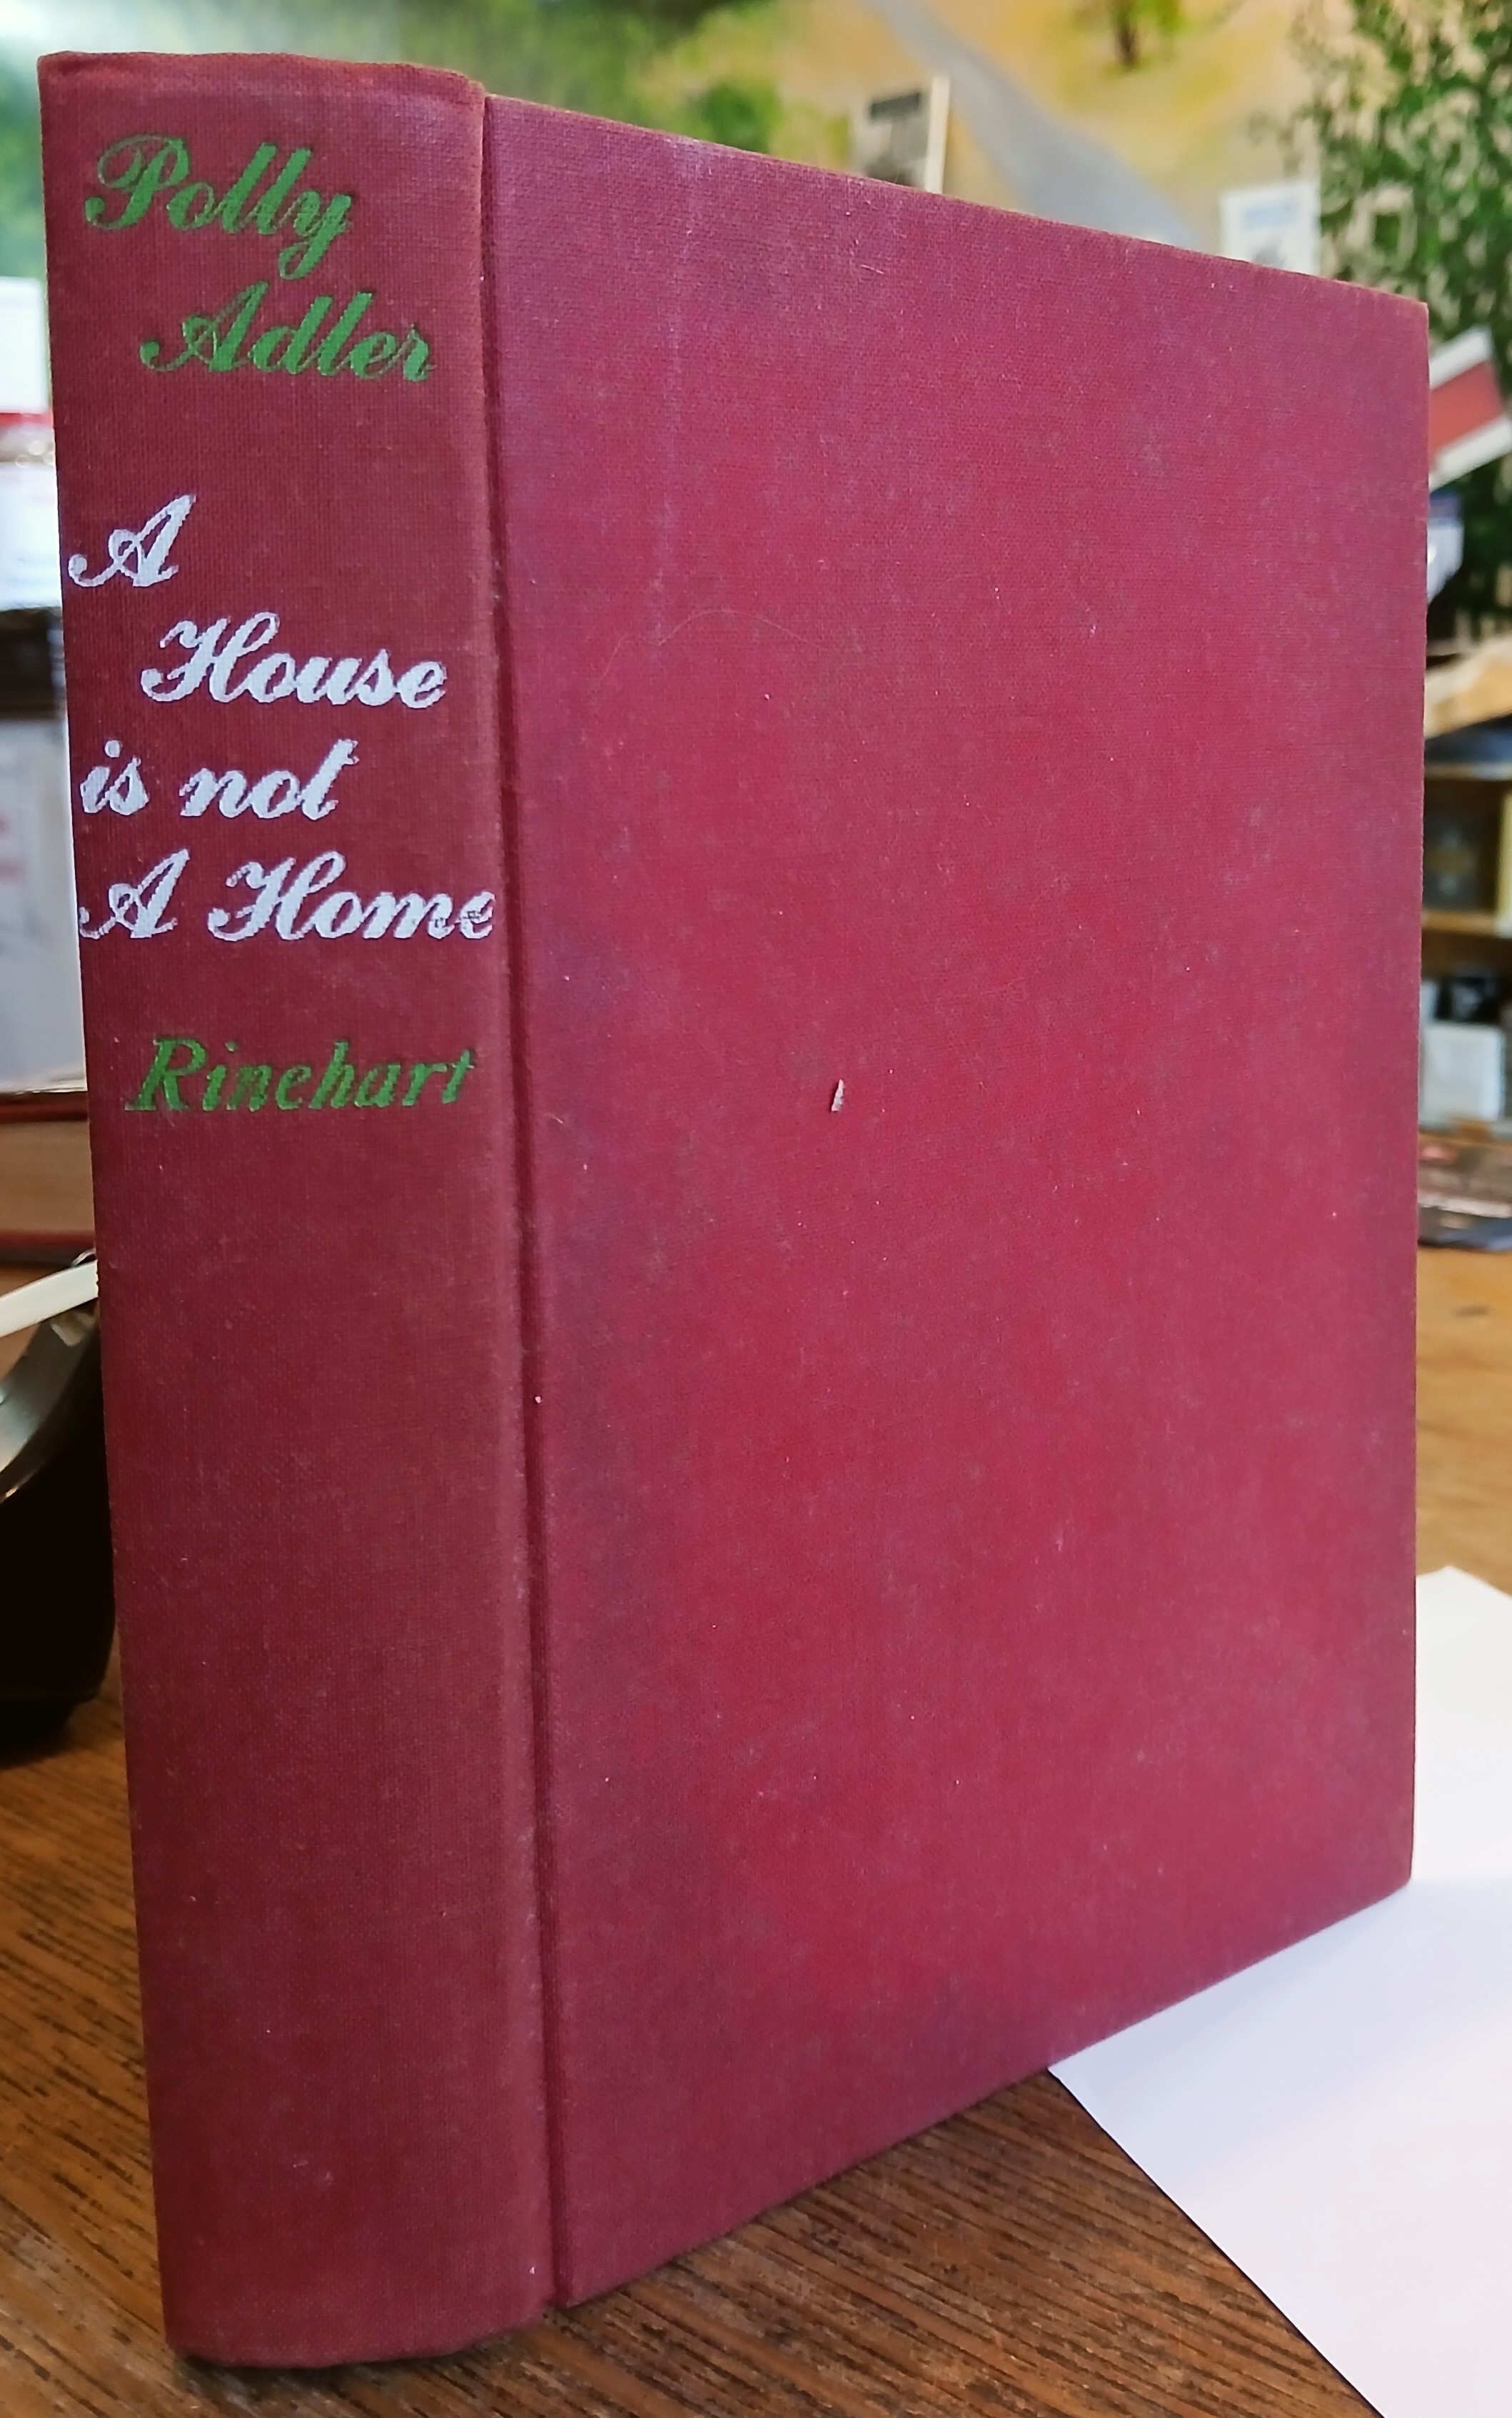 Polly
Adler
A
House
is not
A Home
Rinehart